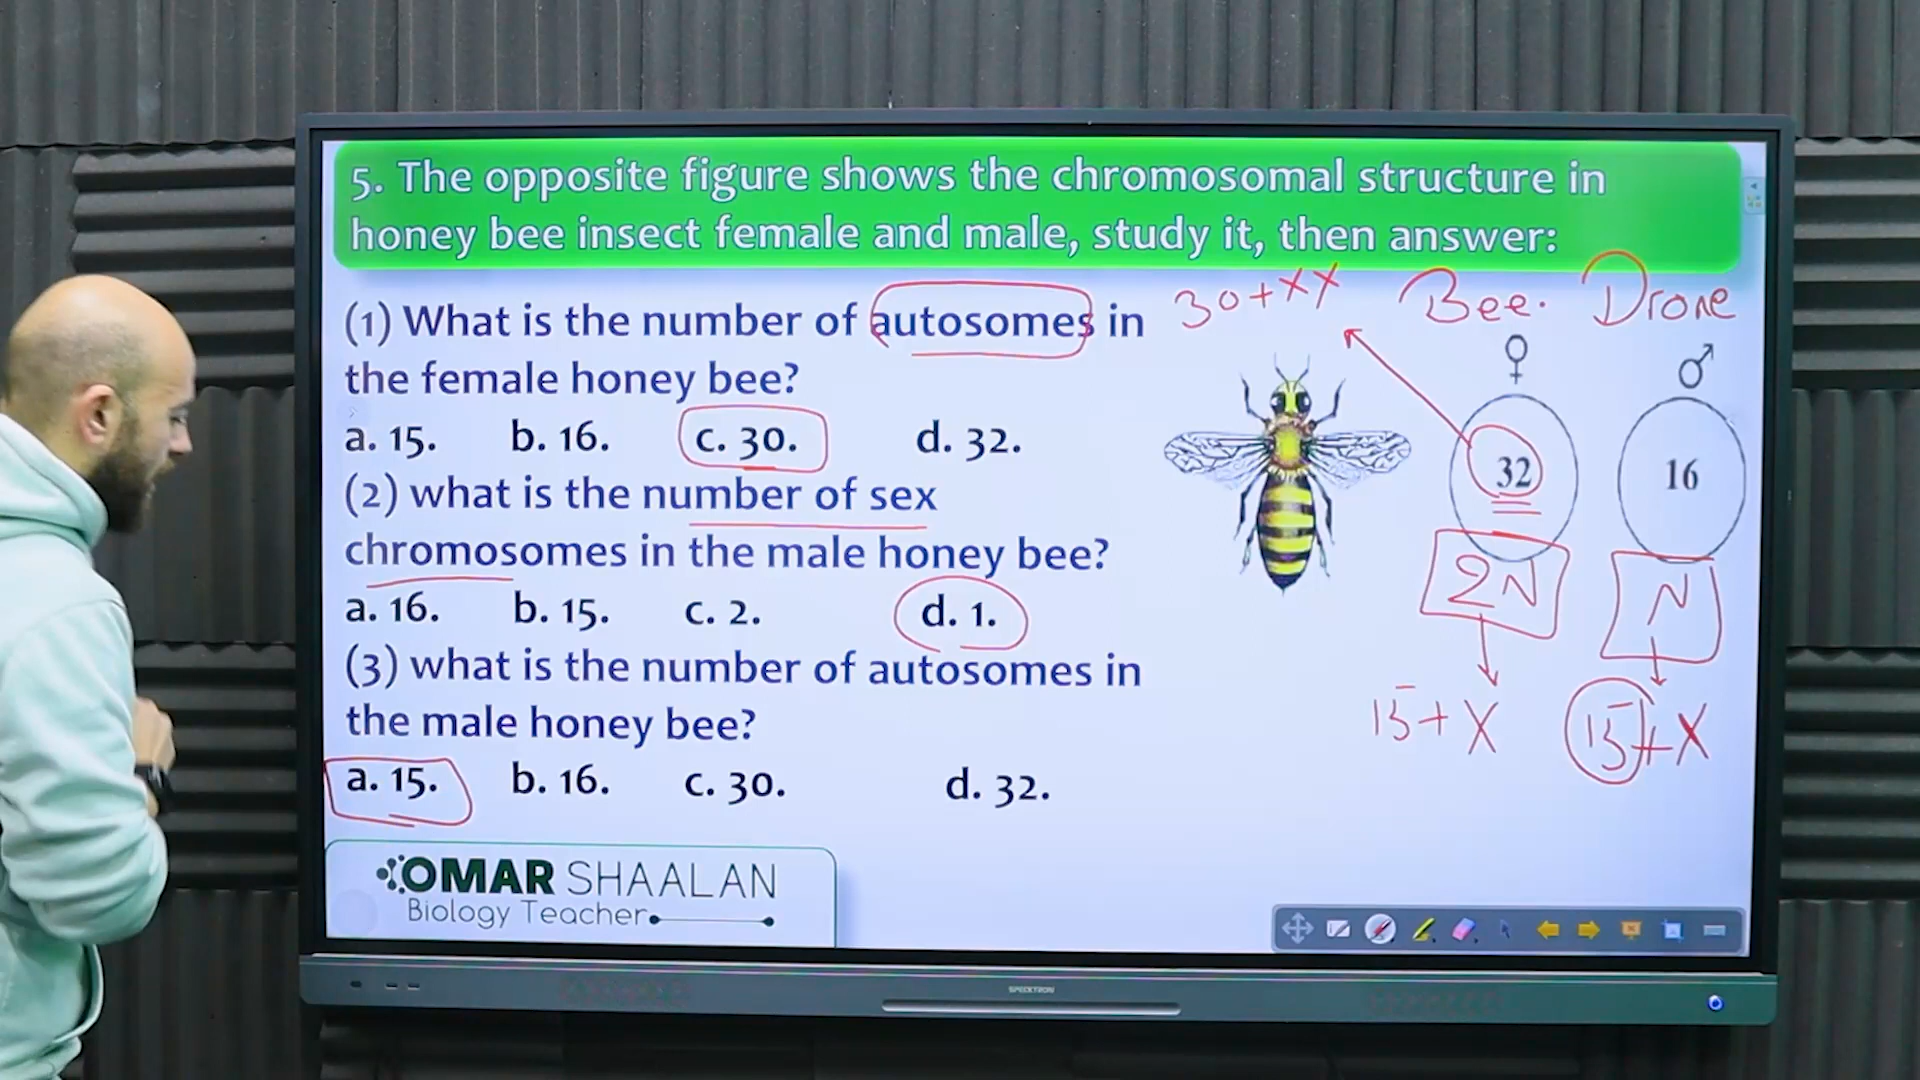 5. The opposite figure shows the chromosomal structure in
honey bee insect female and male, study it, then answer:
(1) What is the number of autosomes in
the female honey bee?
a. 15. b. 16. c. 30. d. 32.
(2) what is the number of sex
chromosomes in the male honey bee?
a. 16. b. 15. c. 2. d. 1.
(3) what is the number of autosomes in
the male honey bee?
a. 15. b. 16. c. 30. d. 32.
30+XX Bee. Drone
♀ ♂
32 16
2N N
15+X 15+X
OMAR SHAALAN
Biology Teacher
SPECKTRON